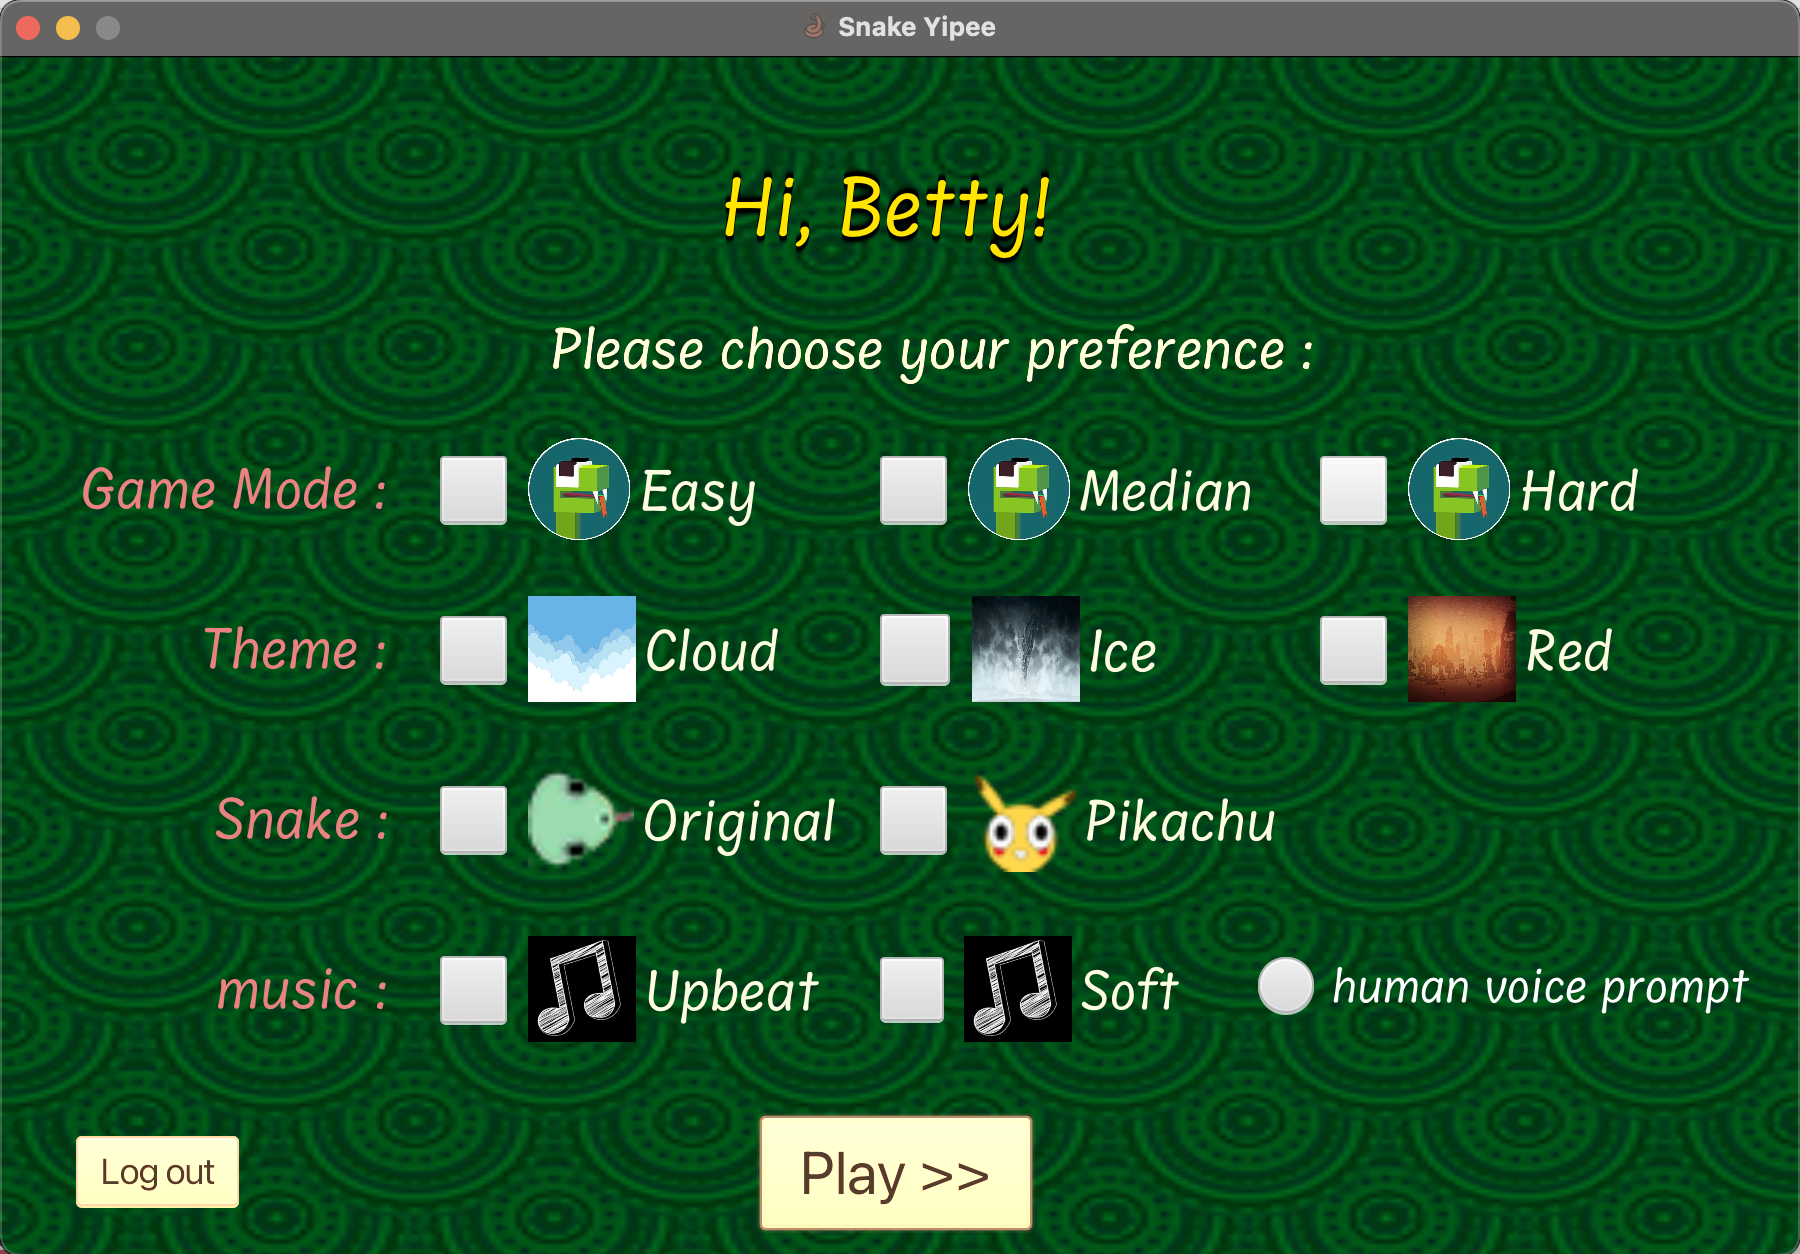 Snake Yipee
Hi, Betty!
Please choose your preference :
Game Mode : Easy Median Hard
Theme : Cloud Ice Red
Snake : Original Pikachu
music : Upbeat Soft human voice prompt
Log out Play >>